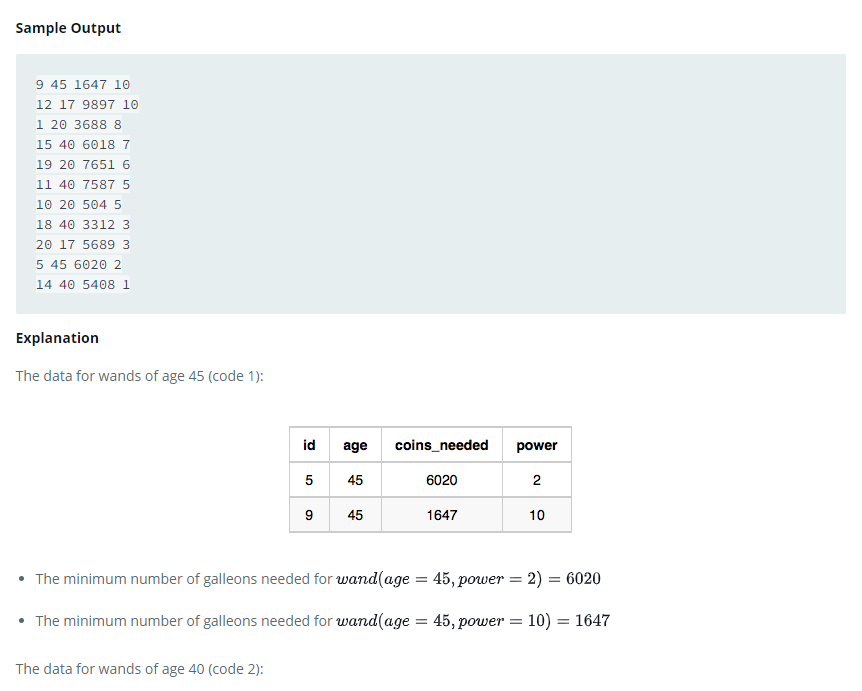 Sample Output
9 45 1647 10
12 17 9897 10
1 20 3688 8
15 40 6018 7
19 20 7651 6
11 40 7587 5
10 20 504 5
18 40 3312 3
20 17 5689 3
5 45 6020 2
14 40 5408 1
Explanation
The data for wands of age 45 (code 1):
id age coins_needed power
5 45 6020 2
9 45 1647 10
• The minimum number of galleons needed for wand(age = 45, power = 2) = 6020
• The minimum number of galleons needed for wand(age = 45, power = 10) = 1647
The data for wands of age 40 (code 2):